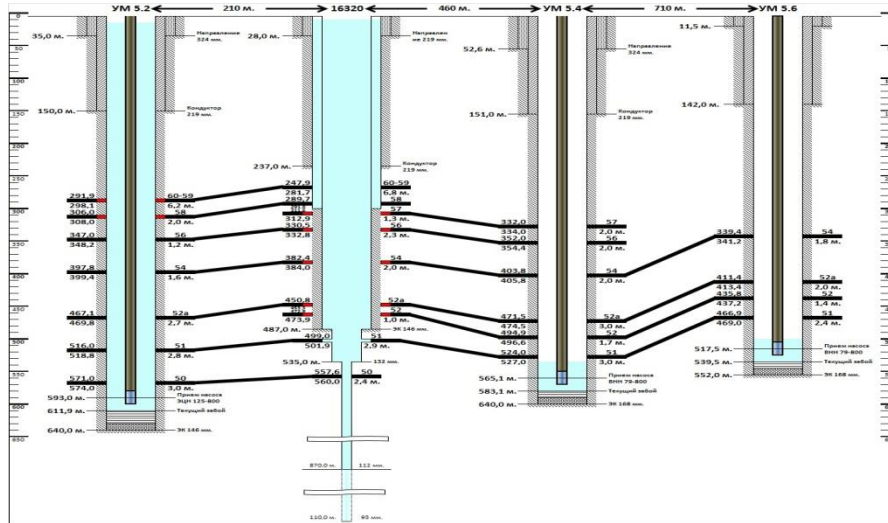 УМ 5.2
210 м.
16320
460 м.
УМ 5.4
710 м.
УМ 5.6
35,0 м.
Направление
324 мм.
150,0 м.
Кондуктор
219 мм.
291,9
298,1
306,0
308,0
347,0
348,2
397,8
399,4
467,1
469,8
516,0
518,8
571,0
574,0
60-59
6,2 м.
58
2,0 м.
56
1,2 м.
54
1,6 м.
52а
2,7 м.
51
2,8 м.
50
3,0 м.
593,0 м.
Прием насоса
ЭЦН 125-800
611,9 м.
Текущий забой
640,0 м.
ЭК 146 мм.
28,0 м.
Направлен
ие 219 мм.
237,0 м.
Кондуктор
219 мм.
247,9
281,7
289,7
312,9
330,5
332,8
382,4
384,0
450,8
473,9
487,0 м.
499,0
501,9
535,0 м.
557,6
560,0
60-59
6,8 м.
58
57
1,3 м.
56
2,3 м.
54
2,0 м.
52а
52
1,0 м.
ЭК 146 мм.
51
2,9 м.
132 мм.
50
2,4 м.
870,0 м.
112 мм.
110,0 м.
93 мм.
52,6 м.
Направление
324 мм.
151,0 м.
Кондуктор
219 мм.
332,0
334,0
352,0
354,4
403,8
405,8
471,5
474,5
494,9
496,6
524,0
527,0
57
2,0 м.
56
2,0 м.
54
2,0 м.
52а
3,0 м.
52
1,7 м.
51
3,0 м.
565,1 м.
Прием насоса
ВНН 79-800
583,1 м.
Текущий забой
640,0 м.
ЭК 168 мм.
11,5 м.
142,0 м.
339,4
341,2
411,4
413,4
435,8
437,2
466,9
469,0
54
1,8 м.
52а
2,0 м.
52
1,4 м.
51
2,4 м.
517,5 м.
Прием насоса
ВНН 79-800
539,5 м.
Текущий забой
552,0 м.
ЭК 168 мм.